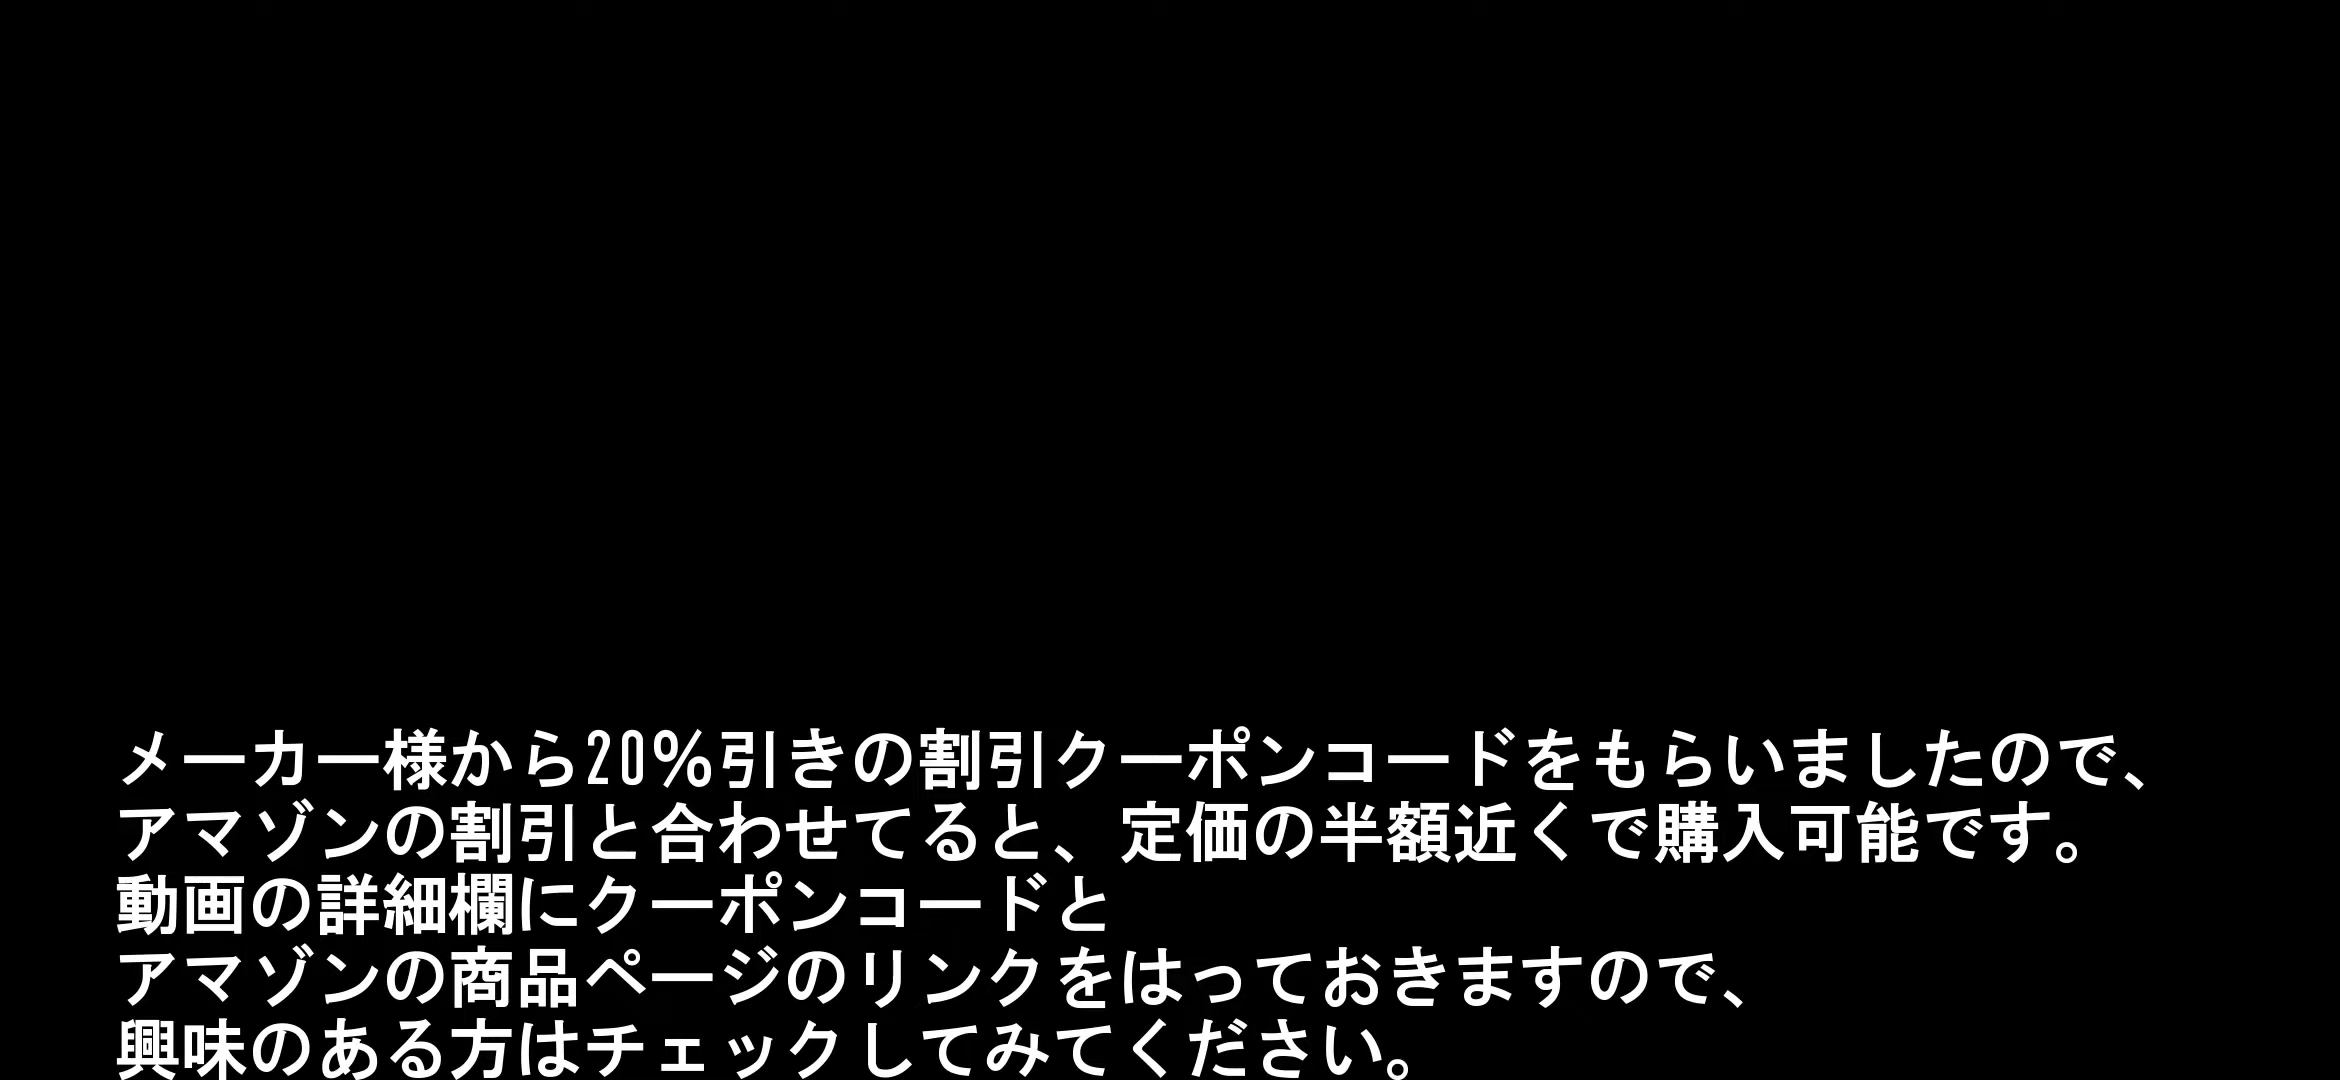 メーカー様から20%引きの割引クーポンコードをもらいましたので、
アマゾンの割引と合わせてると、定価の半額近くで購入可能です。
動画の詳細欄にクーポンコードと
アマゾンの商品ページのリンクをはっておきますので、
興味のある方はチェックしてみてください。